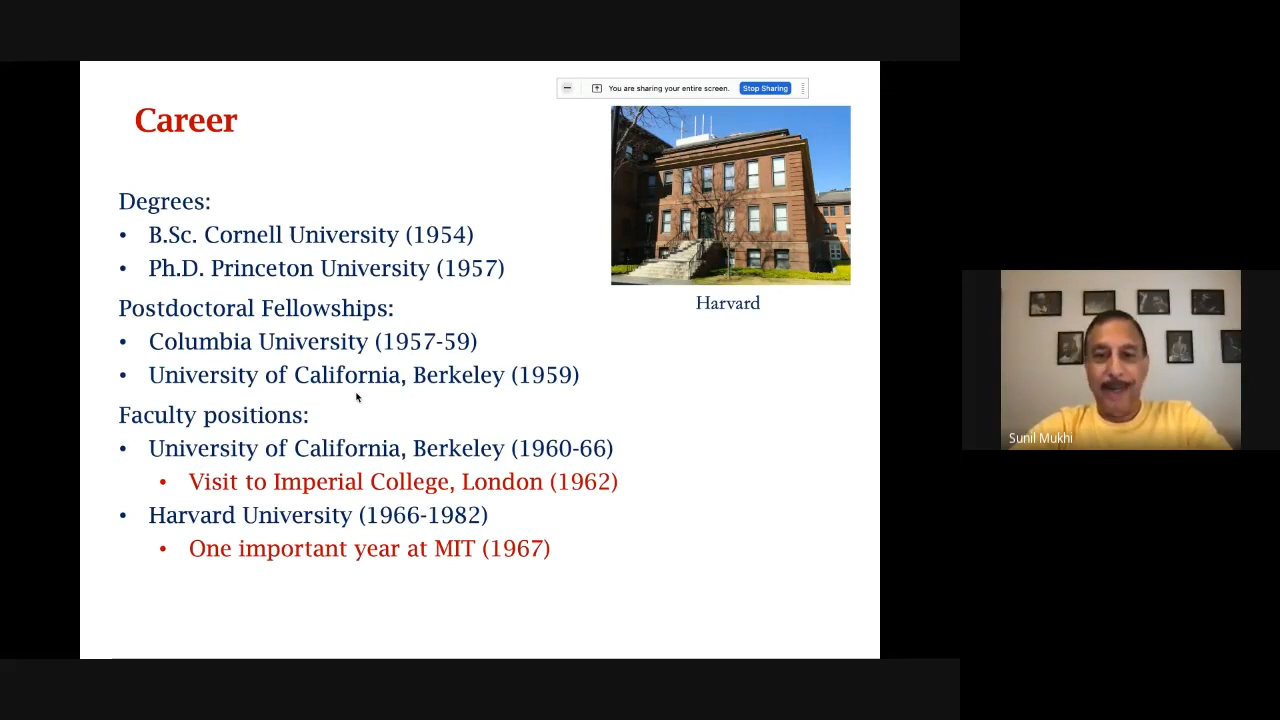 You are sharing your entire screen. Stop Sharing
Career
Harvard
Degrees:
• B.Sc. Cornell University (1954)
• Ph.D. Princeton University (1957)
Postdoctoral Fellowships:
• Columbia University (1957-59)
• University of California, Berkeley (1959)
Faculty positions:
• University of California, Berkeley (1960-66)
• Visit to Imperial College, London (1962)
• Harvard University (1966-1982)
• One important year at MIT (1967)
Sunil Mukhi